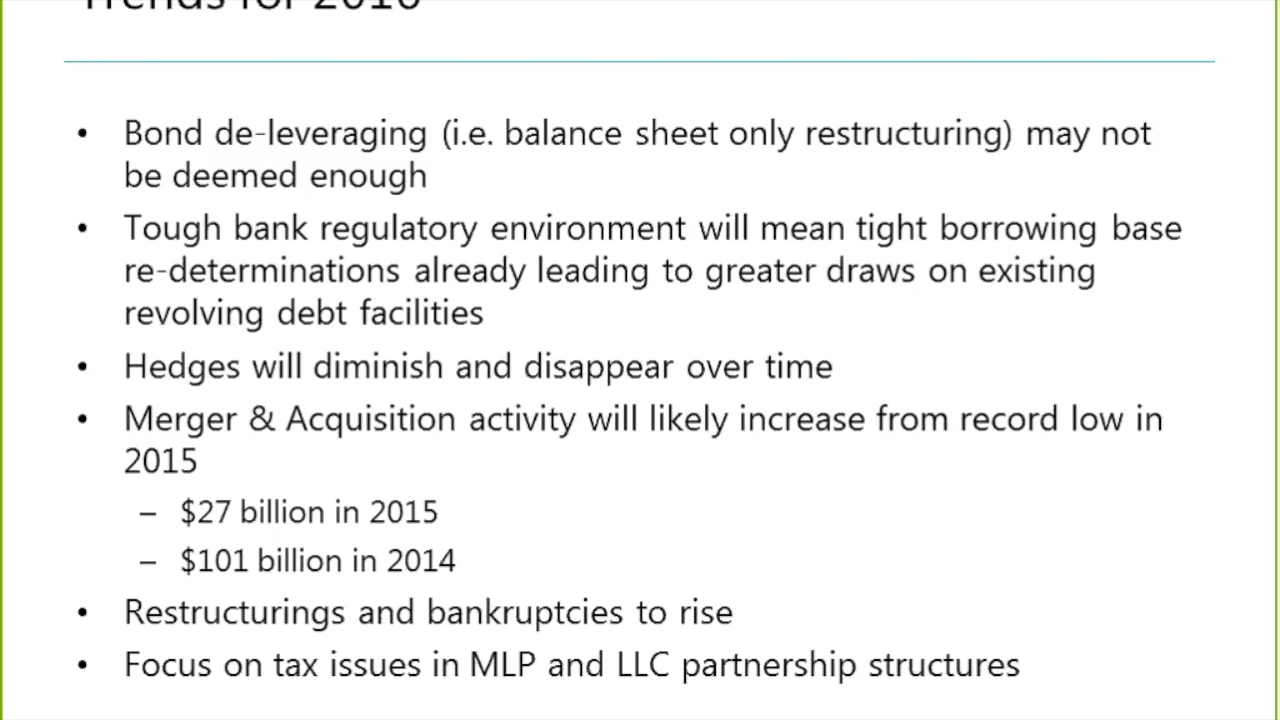 Trends for 2016
• Bond de-leveraging (i.e. balance sheet only restructuring) may not
be deemed enough
• Tough bank regulatory environment will mean tight borrowing base
re-determinations already leading to greater draws on existing
revolving debt facilities
• Hedges will diminish and disappear over time
• Merger & Acquisition activity will likely increase from record low in
2015
– $27 billion in 2015
– $101 billion in 2014
• Restructurings and bankruptcies to rise
• Focus on tax issues in MLP and LLC partnership structures